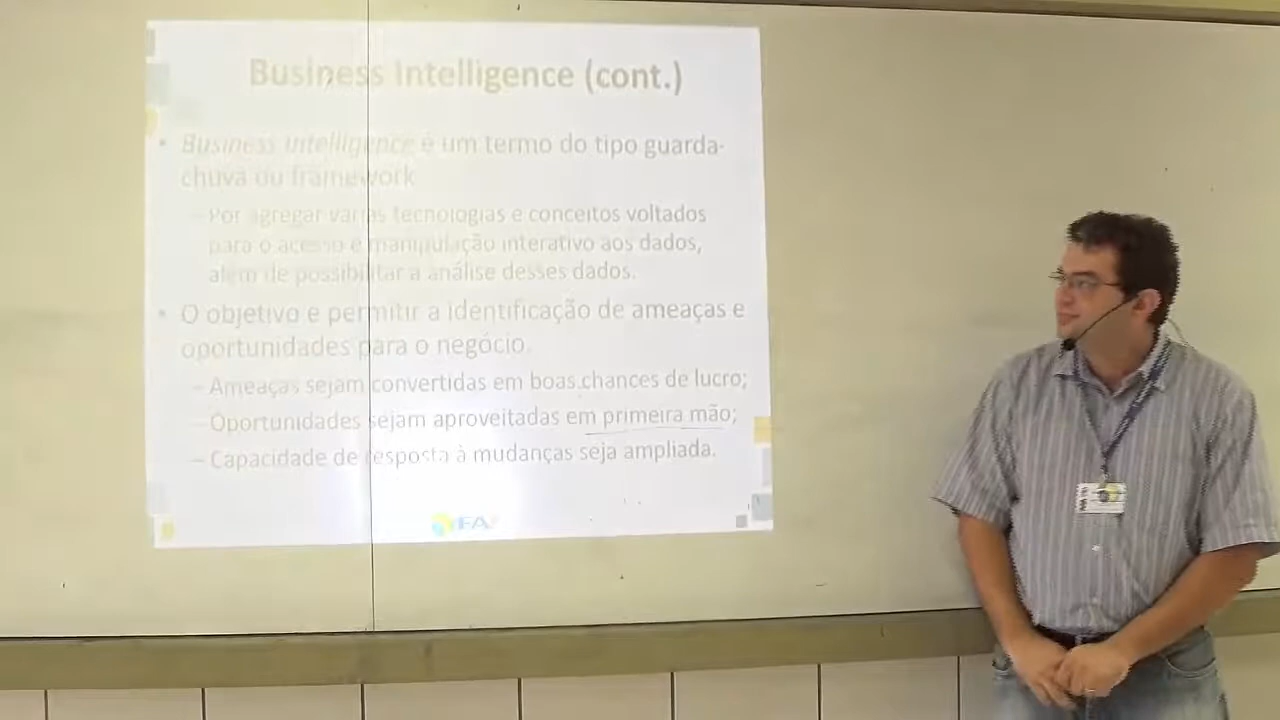 Business Intelligence (cont.)
• Business Intelligence é um termo do tipo guarda-
chuva ou framework
– Por agregar varias tecnologias e conceitos voltados
para o acesso e manipulação interativo aos dados,
além de possibilitar a análise desses dados.
• O objetivo e permitir a identificação de ameaças e
oportunidades para o negócio.
– Ameaças sejam convertidas em boas chances de lucro;
– Oportunidades sejam aproveitadas em primeira mão;
– Capacidade de resposta à mudanças seja ampliada.